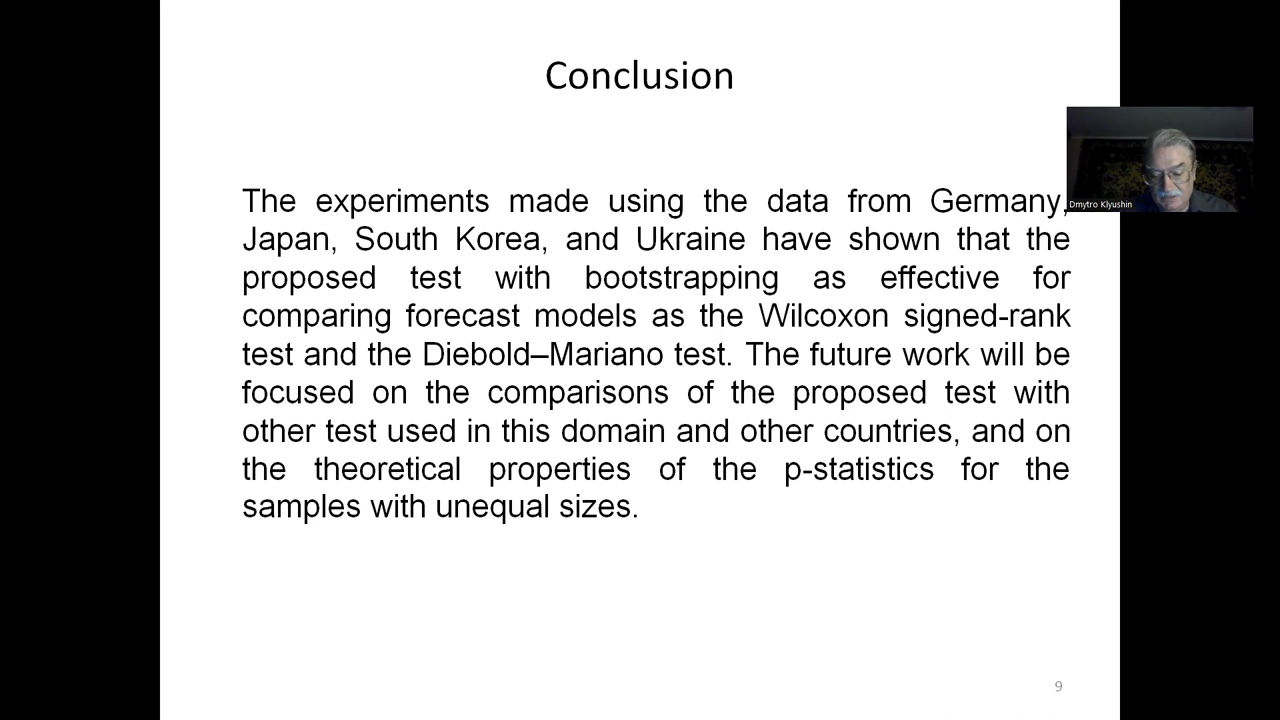 Conclusion
The experiments made using the data from Germany,
Japan, South Korea, and Ukraine have shown that the
proposed test with bootstrapping as effective for
comparing forecast models as the Wilcoxon signed-rank
test and the Diebold–Mariano test. The future work will be
focused on the comparisons of the proposed test with
other test used in this domain and other countries, and on
the theoretical properties of the p-statistics for the
samples with unequal sizes.
Dmytro Klyushin
9